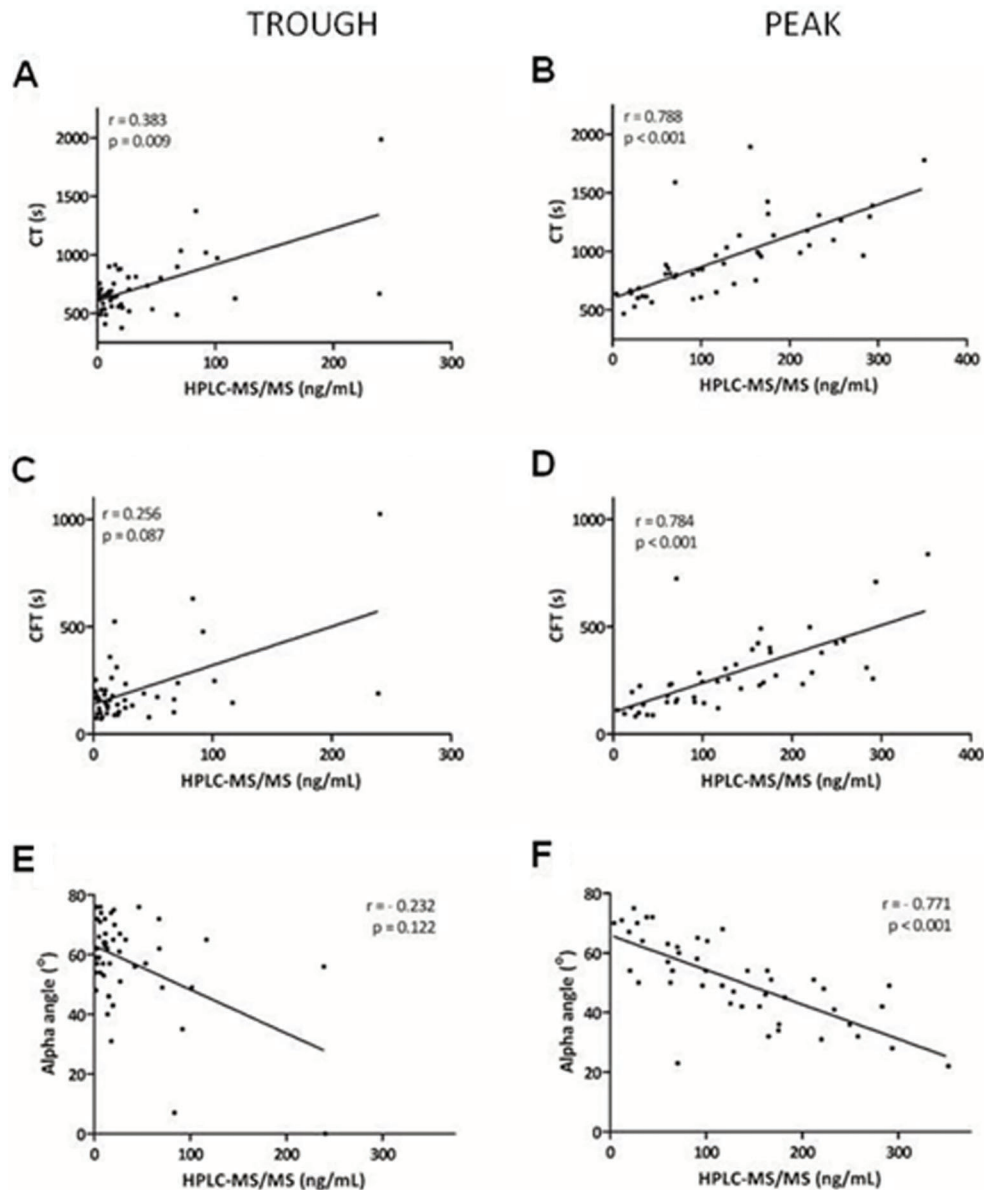 TROUGH
PEAK
A
r = 0.383
p = 0.009
2000
1500
1000
500
CT (s)
0 100 200 300
HPLC-MS/MS (ng/mL)
B
r = 0.788
p < 0.001
2000
1500
1000
500
CT (s)
0 100 200 300 400
HPLC-MS/MS (ng/mL)
C
r = 0.256
p = 0.087
1000
500
0
CFT (s)
0 100 200 300
HPLC-MS/MS (ng/mL)
D
r = 0.784
p < 0.001
1000
500
0
CFT (s)
0 100 200 300 400
HPLC-MS/MS (ng/mL)
E
r = - 0.232
p = 0.122
80
60
40
20
0
Alpha angle (°)
0 100 200 300
HPLC-MS/MS (ng/mL)
F
r = - 0.771
p < 0.001
80
60
40
20
0
Alpha angle (°)
0 100 200 300
HPLC-MS/MS (ng/mL)